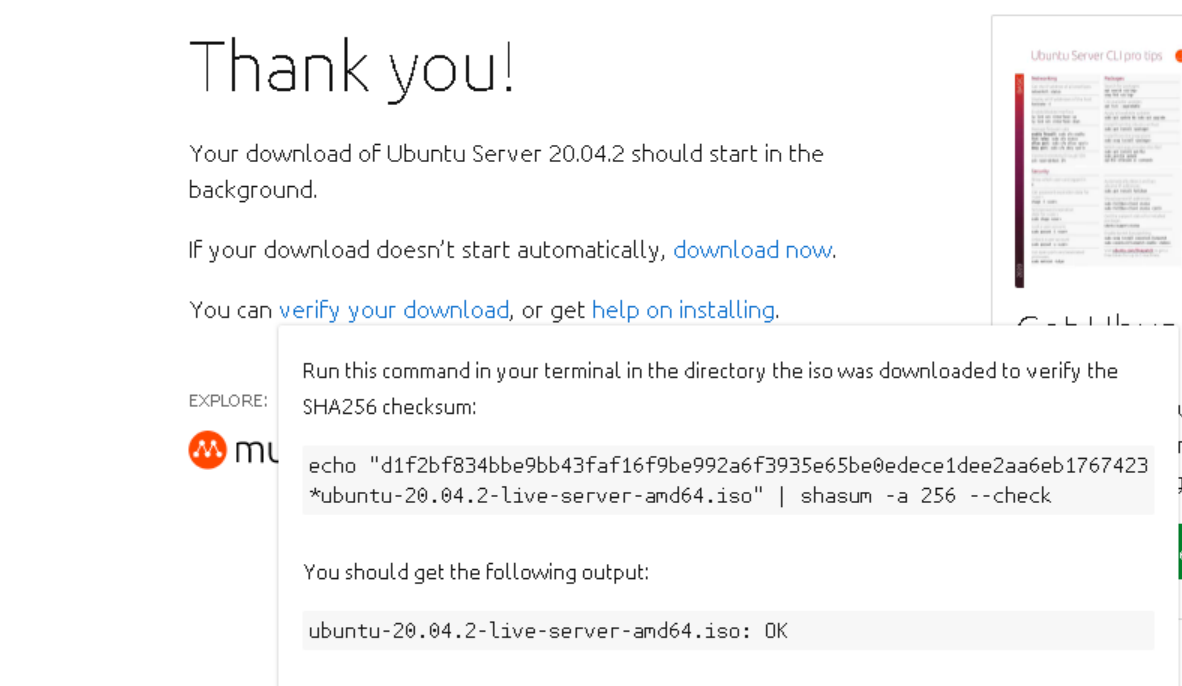 Thank you!
Ubuntu Server CLI pro tips
Your download of Ubuntu Server 20.04.2 should start in the
background.
If your download doesn't start automatically, download now.
You can verify your download, or get help on installing.
EXPLORE:
Run this command in your terminal in the directory the iso was downloaded to verify the
SHA256 checksum:
echo "d1f2bf834bbe9bb43faf16f9be992a6f3935e65be0edece1dee2aa6eb1767423
*ubuntu-20.04.2-live-server-amd64.iso" | shasum -a 256 --check
You should get the following output:
ubuntu-20.04.2-live-server-amd64.iso: OK